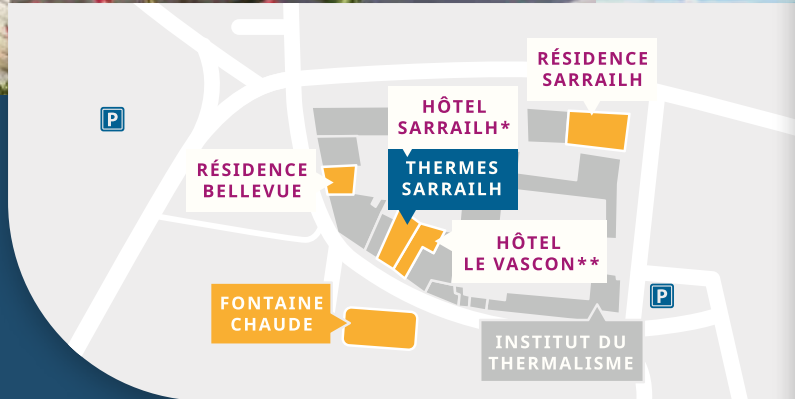 RÉSIDENCE
SARRAILH
HÔTEL
SARRAILH*
P
THERMES
SARRAILH
RÉSIDENCE
BELLEVUE
HÔTEL
LE VASCON**
P
FONTAINE
CHAUDE
INSTITUT DU
THERMALISME